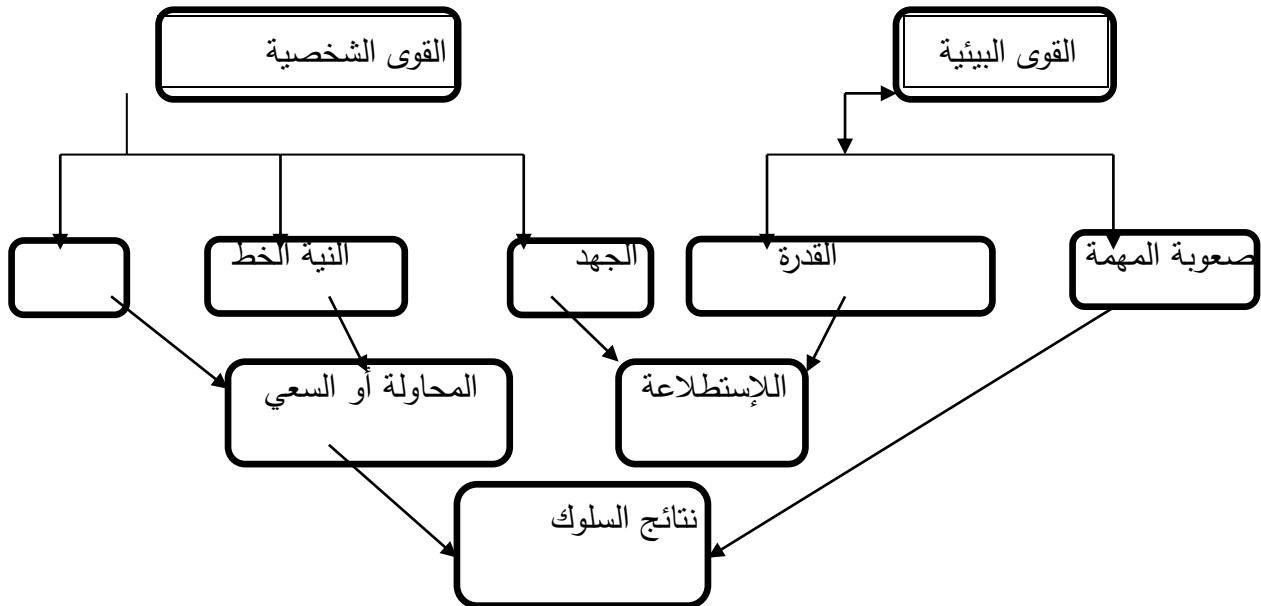 القوى البيئية
القوى الشخصية
صعوبة المهمة
القدرة
الجهد
النية الخط
اللإستطلاعة
المحاولة أو السعي
نتائج السلوك